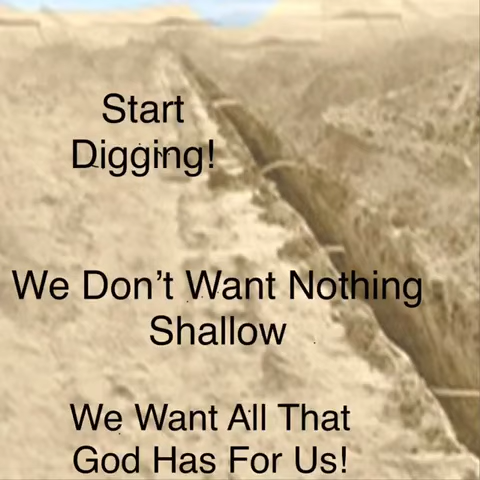 Start
Digging!
We Don’t Want Nothing
Shallow
We Want All That
God Has For Us!